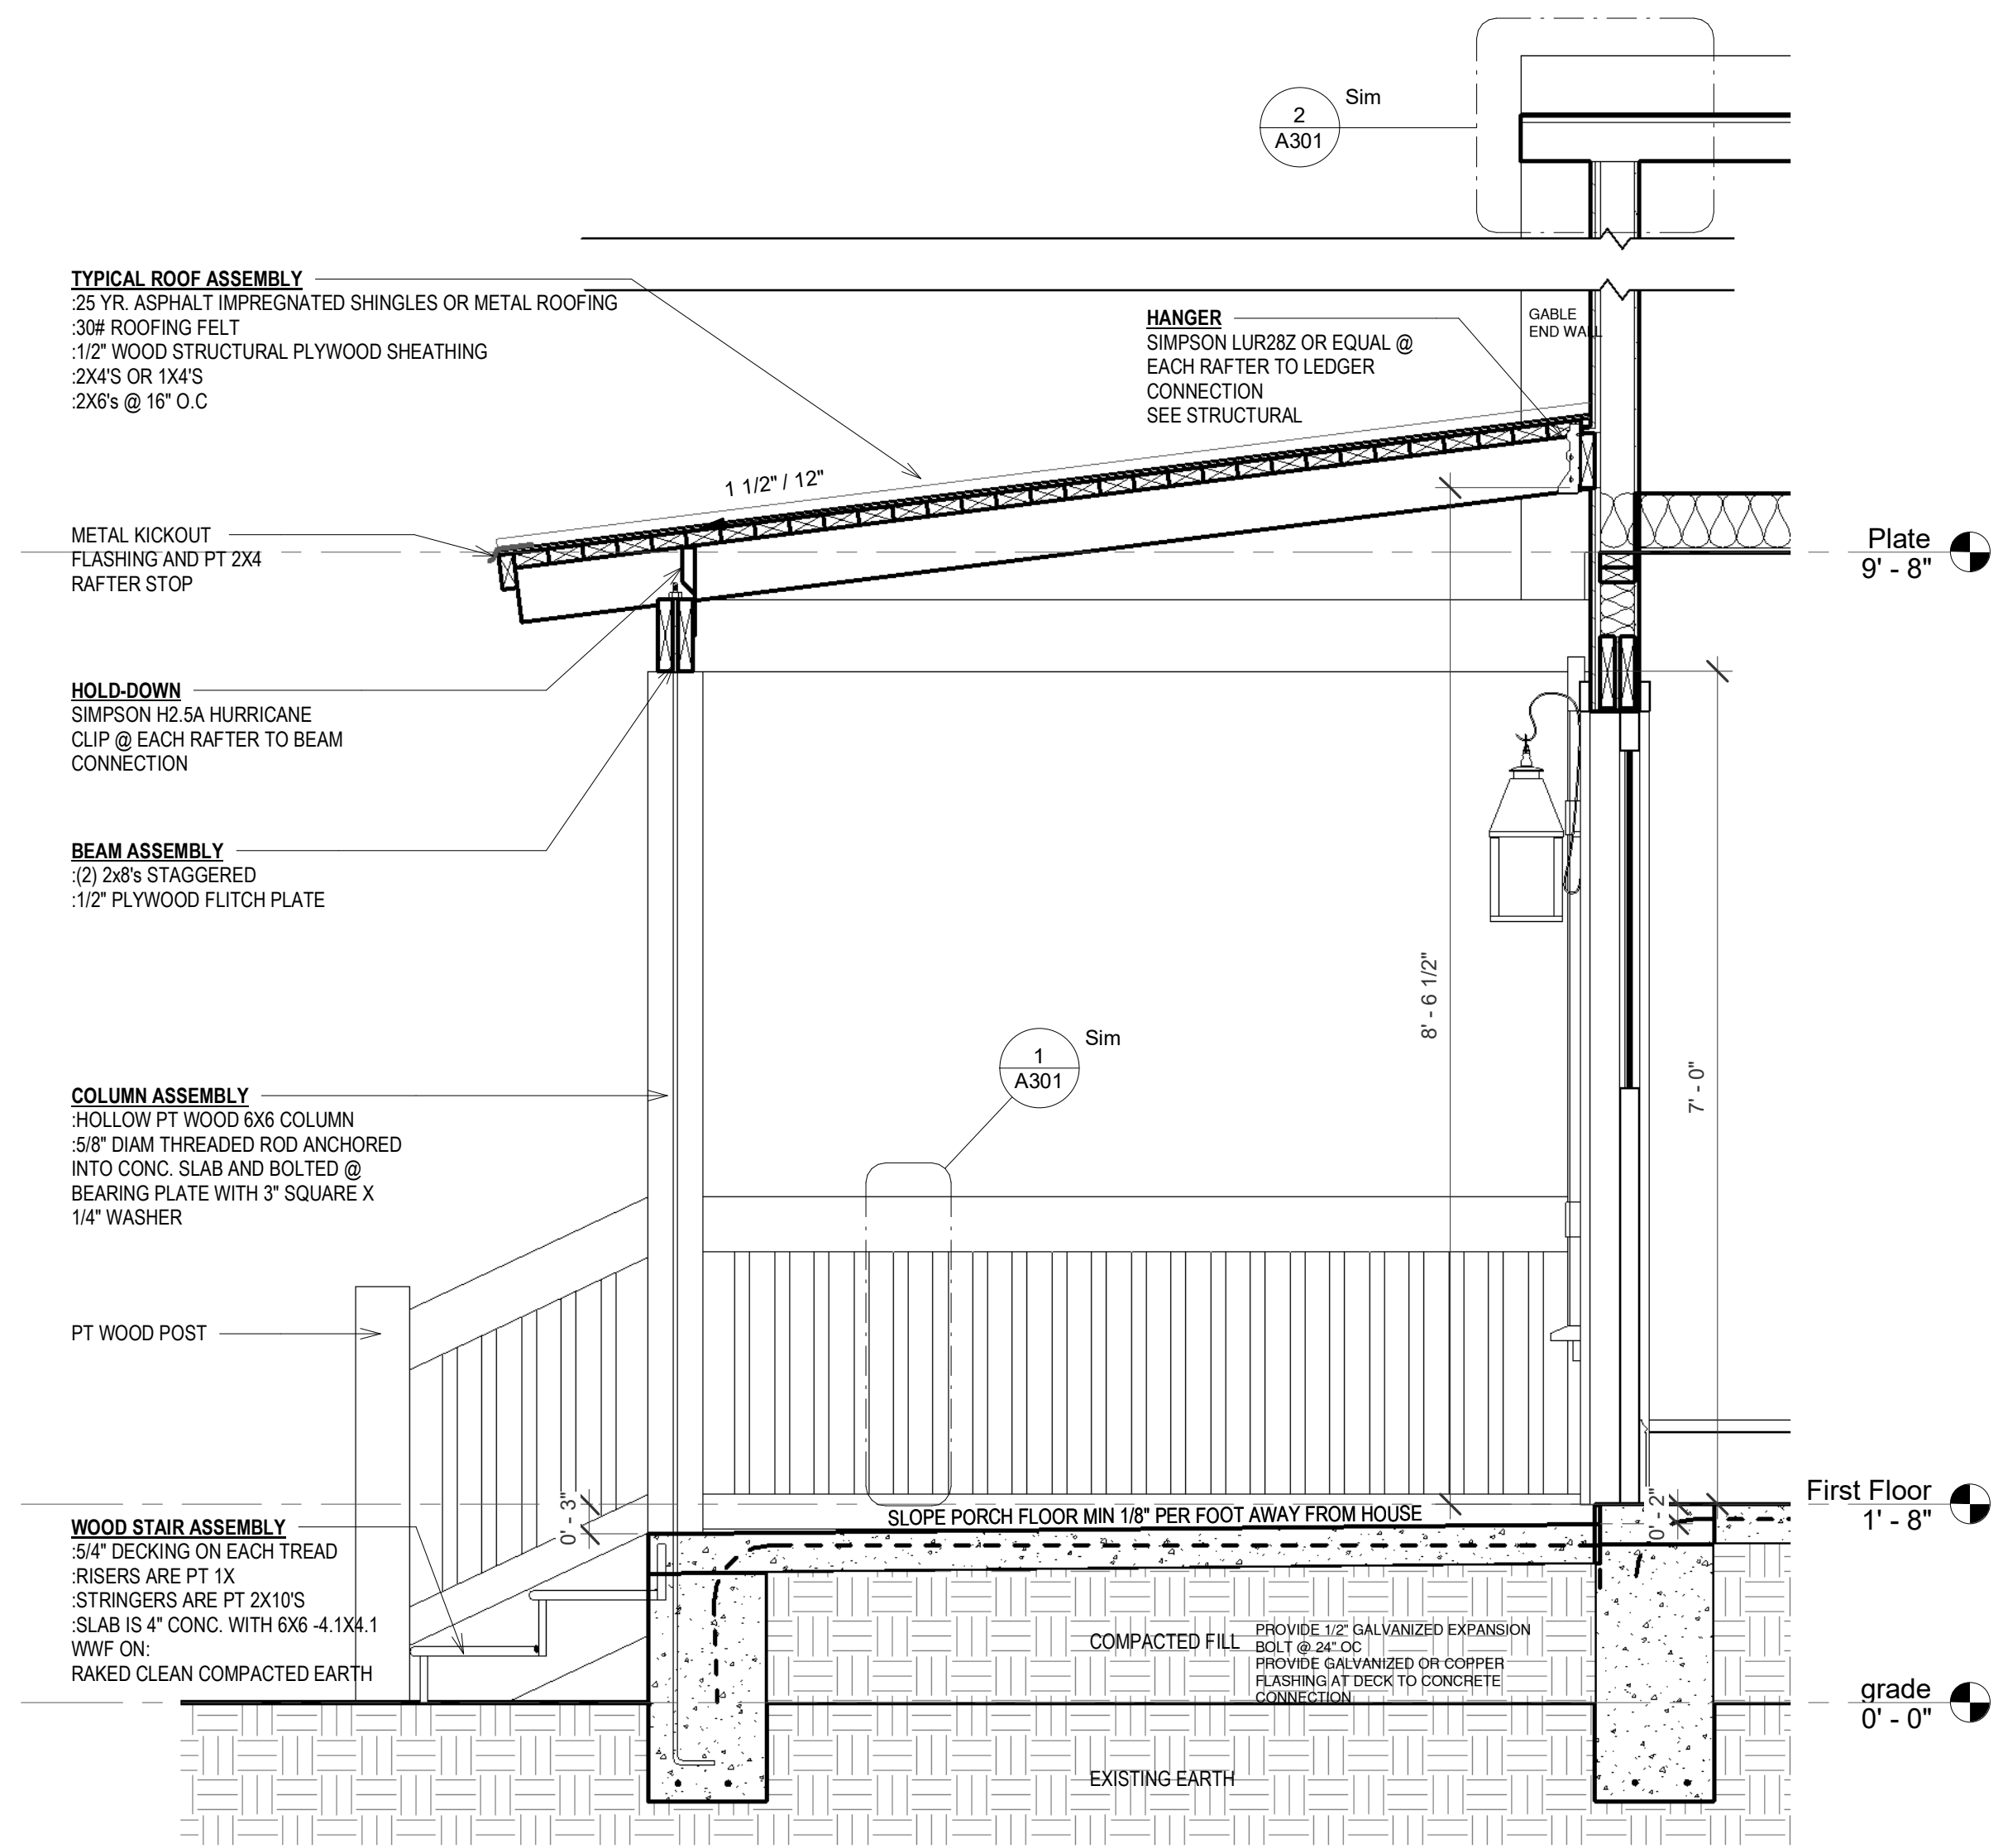 2
A301
Sim
TYPICAL ROOF ASSEMBLY
:25 YR. ASPHALT IMPREGNATED SHINGLES OR METAL ROOFING
:30# ROOFING FELT
:1/2" WOOD STRUCTURAL PLYWOOD SHEATHING
:2X4'S OR 1X4'S
:2X6's @ 16" O.C
HANGER
SIMPSON LUR28Z OR EQUAL @
EACH RAFTER TO LEDGER
CONNECTION
SEE STRUCTURAL
GABLE
END WALL
1 1/2" / 12"
METAL KICKOUT
FLASHING AND PT 2X4
RAFTER STOP
Plate
9' - 8"
HOLD-DOWN
SIMPSON H2.5A HURRICANE
CLIP @ EACH RAFTER TO BEAM
CONNECTION
BEAM ASSEMBLY
:(2) 2x8's STAGGERED
:1/2" PLYWOOD FLITCH PLATE
8' - 6 1/2"
7' - 0"
1
A301
Sim
COLUMN ASSEMBLY
:HOLLOW PT WOOD 6X6 COLUMN
:5/8" DIAM THREADED ROD ANCHORED
INTO CONC. SLAB AND BOLTED @
BEARING PLATE WITH 3" SQUARE X
1/4" WASHER
PT WOOD POST
0' - 3"
SLOPE PORCH FLOOR MIN 1/8" PER FOOT AWAY FROM HOUSE
0' - 2"
First Floor
1' - 8"
WOOD STAIR ASSEMBLY
:5/4" DECKING ON EACH TREAD
:RISERS ARE PT 1X
:STRINGERS ARE PT 2X10'S
:SLAB IS 4" CONC. WITH 6X6 -4.1X4.1
WWF ON:
RAKED CLEAN COMPACTED EARTH
COMPACTED FILL
PROVIDE 1/2" GALVANIZED EXPANSION
BOLT @ 24" OC
PROVIDE GALVANIZED OR COPPER
FLASHING AT DECK TO CONCRETE
CONNECTION
grade
0' - 0"
EXISTING EARTH